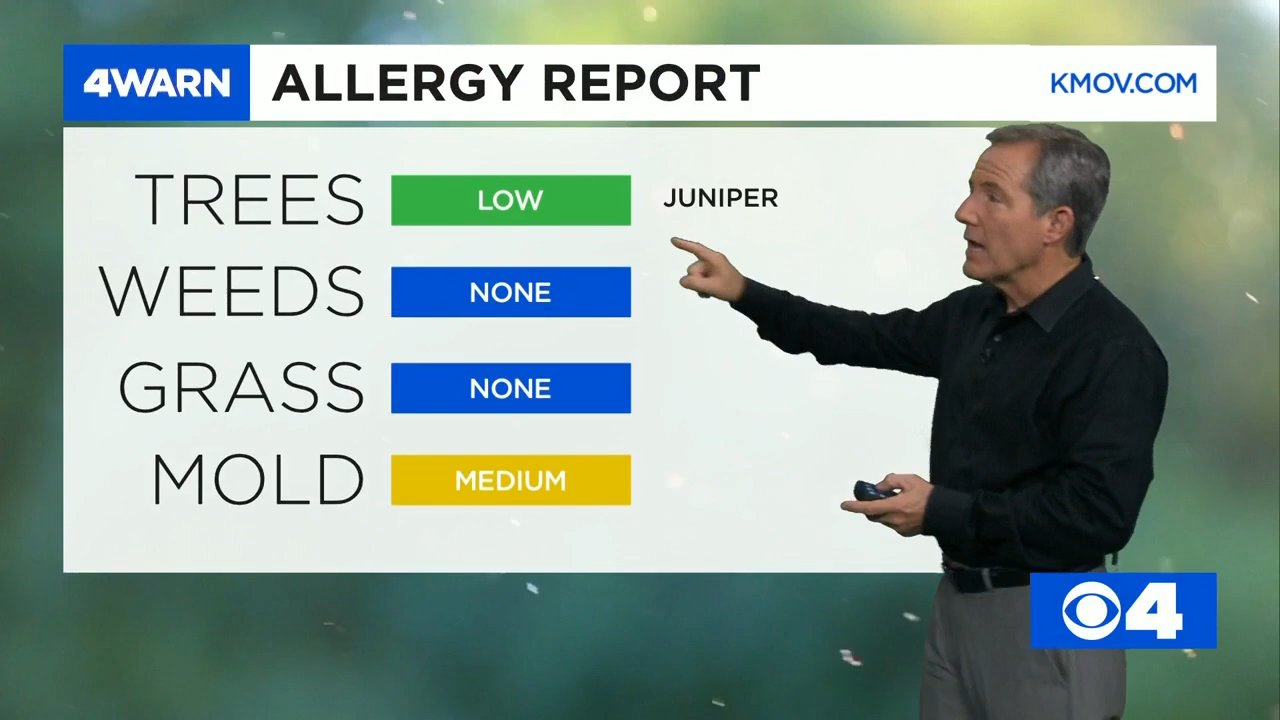 4WARN ALLERGY REPORT KMOV.COM
TREES LOW JUNIPER
WEEDS NONE
GRASS NONE
MOLD MEDIUM
4